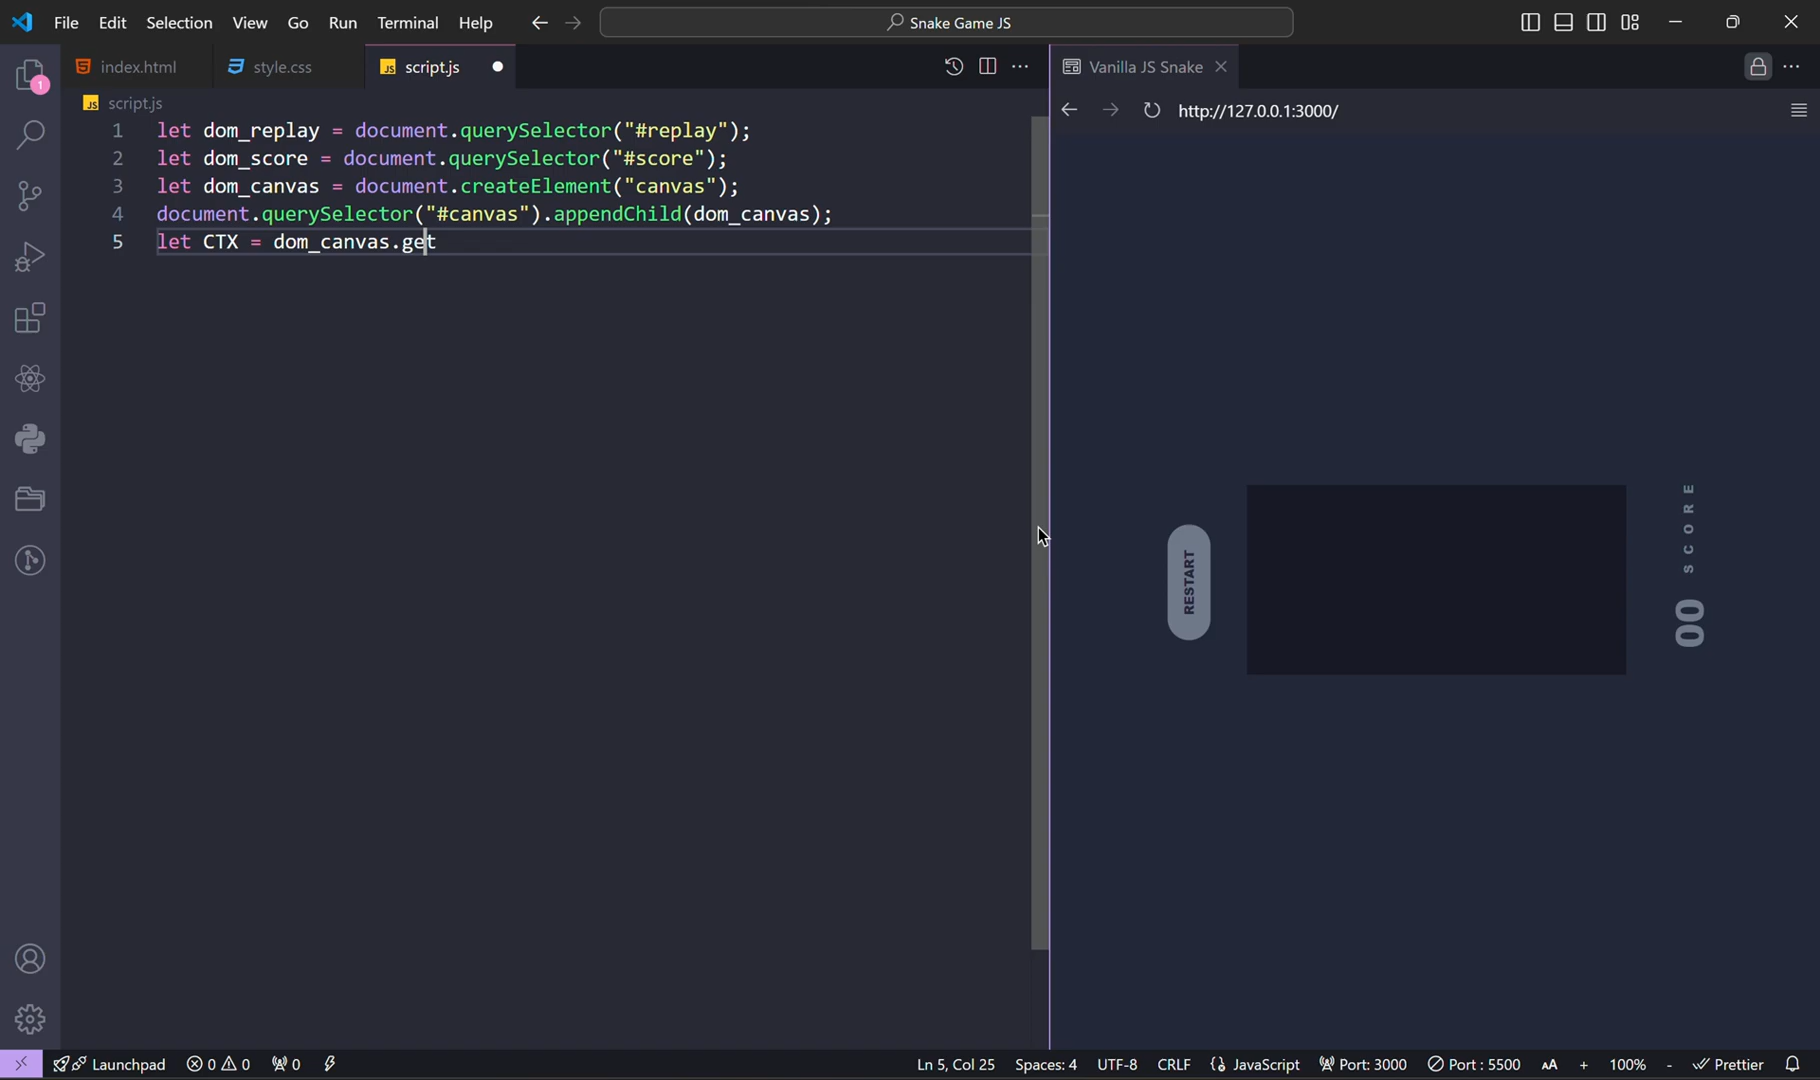 File Edit Selection View Go Run Terminal Help
Snake Game JS
index.html style.css JS script.js
Vanilla JS Snake
JS script.js
http://127.0.0.1:3000/
1 let dom_replay = document.querySelector("#replay");
2 let dom_score = document.querySelector("#score");
3 let dom_canvas = document.createElement("canvas");
4 document.querySelector("#canvas").appendChild(dom_canvas);
5 let CTX = dom_canvas.get
1
RESTART
SCORE
00
Launchpad 0 0 0 Ln 5, Col 25 Spaces: 4 UTF-8 CRLF {} JavaScript Port: 3000 Port : 5500 AA + 100% - Prettier